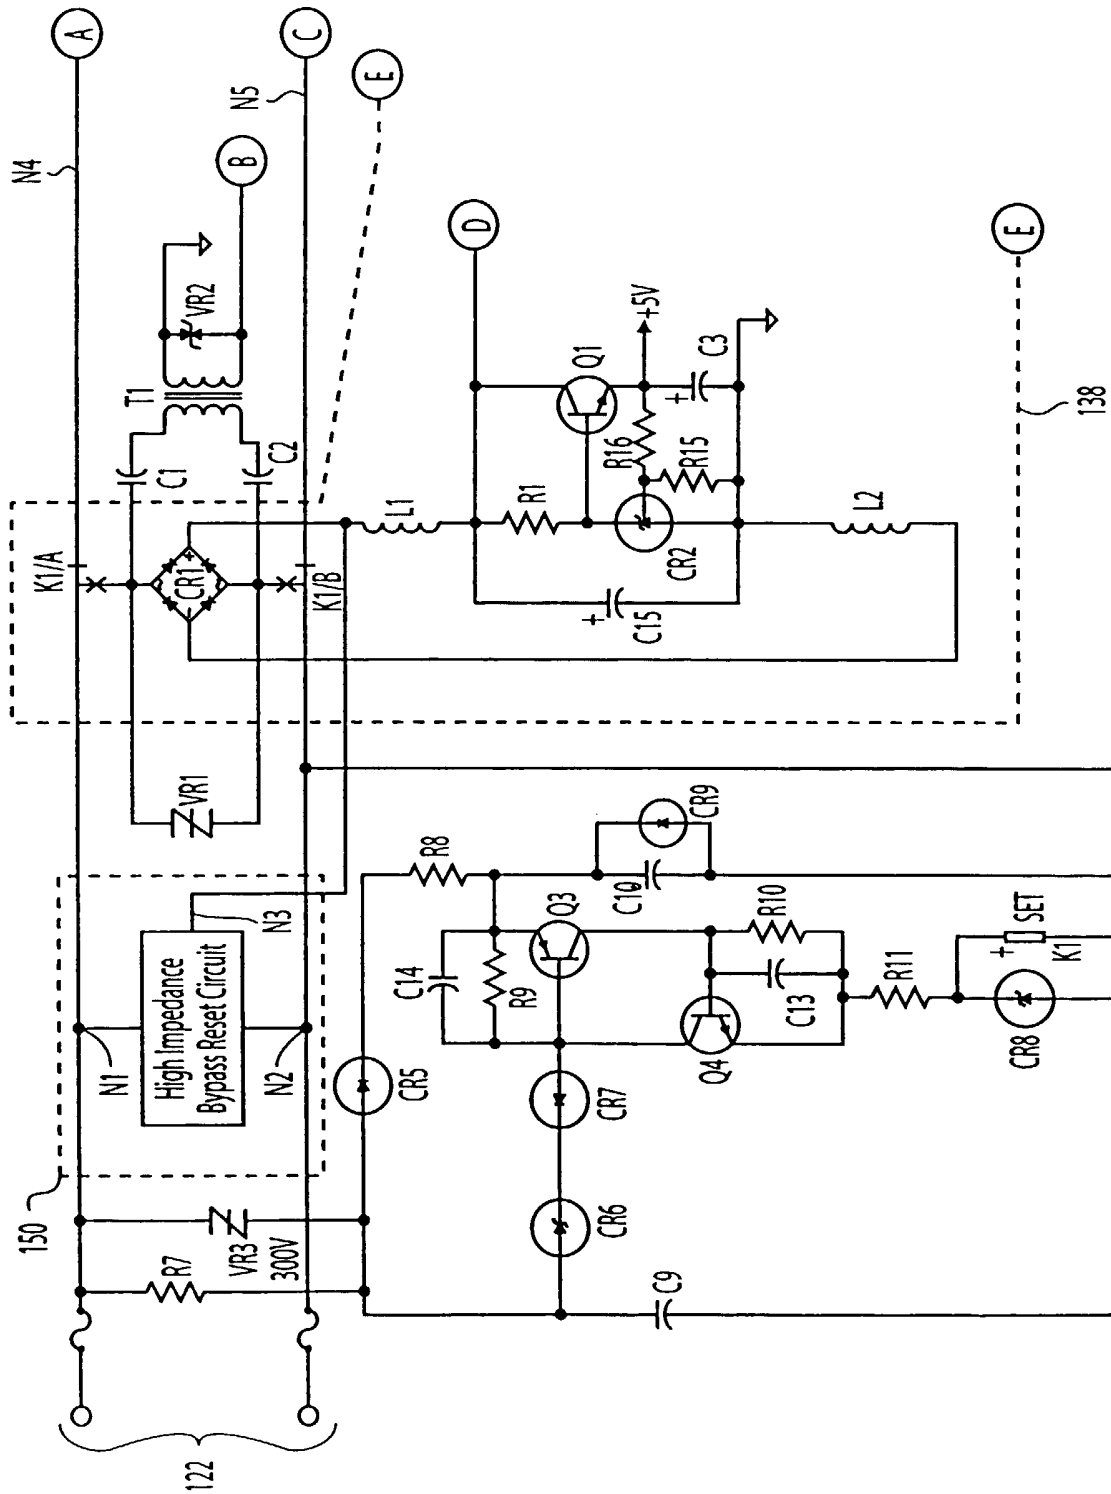 A
C
N4
N5
E
B
VR2
T1
D
E
+5V
Q1
C3
+
138
C1
C2
R16
R15
L1
R1
CR2
L2
K1/A
CR1
+
-
K1/B
+
C15
VR1
CR9
R8
C10
SET
N3
Q3
R10
K1
+
C14
R9
R11
C13
High Impedance
Bypass Reset Circuit
CR8
N1
N2
Q4
CR5
CR7
150
CR6
VR3
300V
R7
C9
122